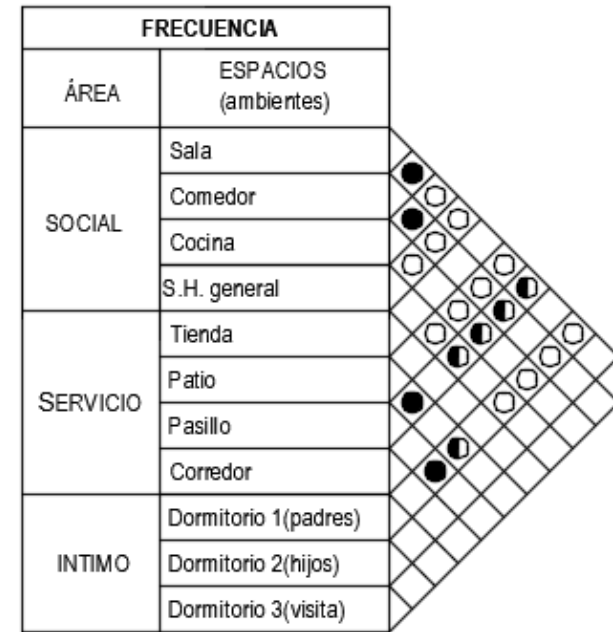 FRECUENCIA
ÁREA
ESPACIOS
(ambientes)
SOCIAL
Sala
Comedor
Cocina
S.H. general
SERVICIO
Tienda
Patio
Pasillo
Corredor
INTIMO
Dormitorio 1(padres)
Dormitorio 2(hijos)
Dormitorio 3(visita)